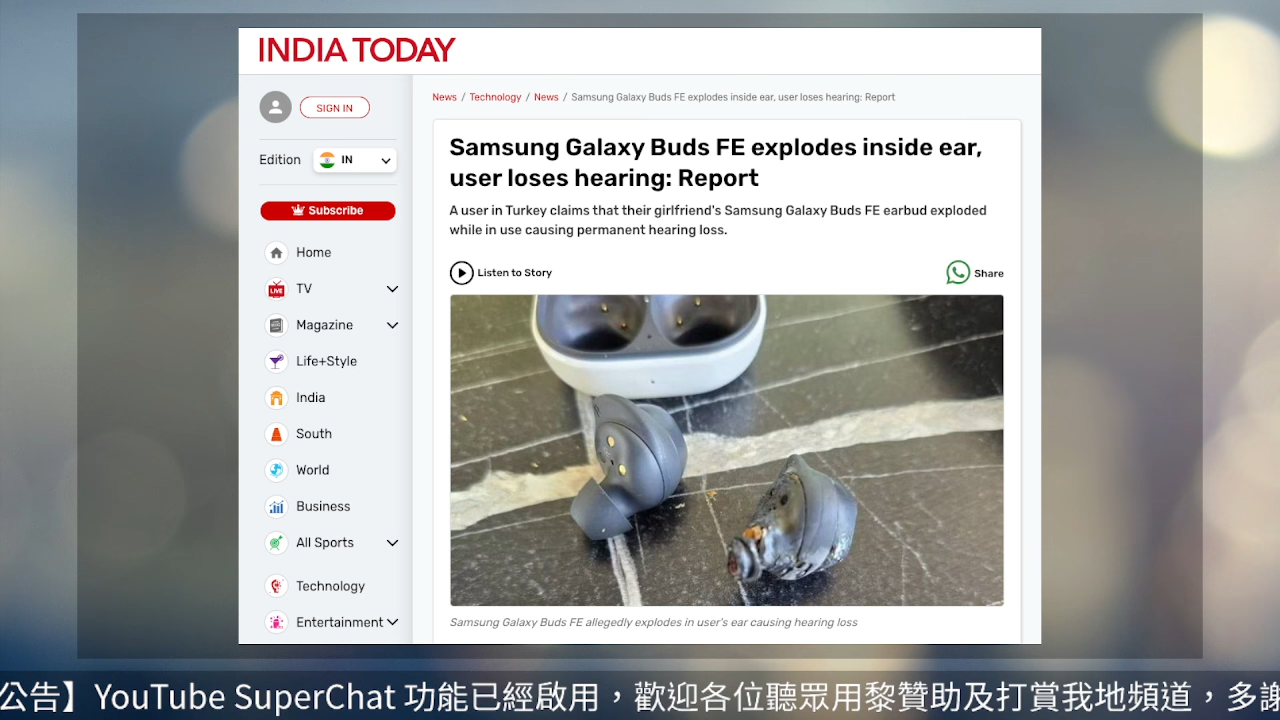 INDIA TODAY
SIGN IN
Edition
IN
Subscribe
Home
TV
Magazine
Life+Style
India
South
World
Business
All Sports
Technology
Entertainment
News / Technology / News / Samsung Galaxy Buds FE explodes inside ear, user loses hearing: Report
Samsung Galaxy Buds FE explodes inside ear,
user loses hearing: Report
A user in Turkey claims that their girlfriend's Samsung Galaxy Buds FE earbud exploded
while in use causing permanent hearing loss.
Listen to Story
Share
Samsung Galaxy Buds FE allegedly explodes in user's ear causing hearing loss
公告】YouTube SuperChat 功能已經啟用，歡迎各位聽眾用黎贊助及打賞我地頻道，多謝